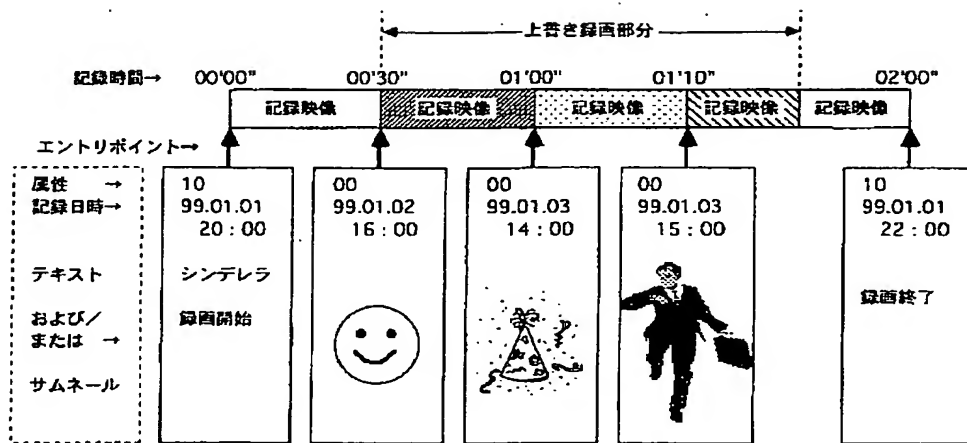 上書き録画部分
記録時間→ 00'00" 00'30" 01'00" 01'10" 02'00"
記録映像 記録映像 記録映像 記録映像 記録映像
エントリポイント→
属性 → 10 00 00 00 10
記録日時→ 99.01.01 99.01.02 99.01.03 99.01.03 99.01.01
20:00 16:00 14:00 15:00 22:00
テキスト シンデレラ
録画終了
および/ 録画開始
または →
サムネール